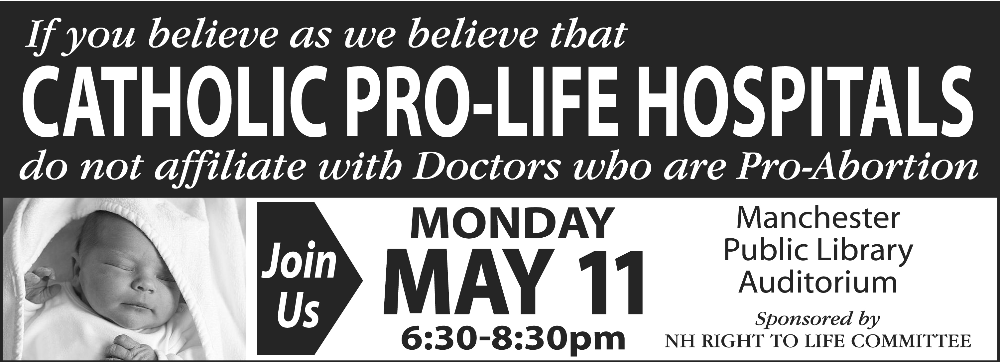 If you believe as we believe that
CATHOLIC PRO-LIFE HOSPITALS
do not affiliate with Doctors who are Pro-Abortion
Join
Us
MONDAY
MAY 11
6:30-8:30pm
Manchester
Public Library
Auditorium
Sponsored by
NH RIGHT TO LIFE COMMITTEE